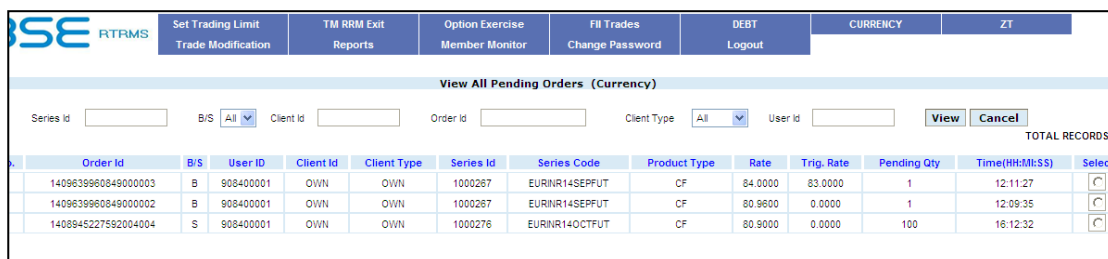 BSE RTRMS
Set Trading Limit TM RRM Exit Option Exercise FII Trades DEBT CURRENCY ZT
Trade Modification Reports Member Monitor Change Password Logout
View All Pending Orders (Currency)
Series Id B/S All Client Id Order Id Client Type All User Id View Cancel
TOTAL RECORDS
Order Id B/S User ID Client Id Client Type Series Id Series Code Product Type Rate Trig. Rate Pending Qty Time(HH:MI:SS) Selec
1409639960849000003 B 908400001 OWN OWN 1000267 EURINR14SEPFUT CF 84.0000 83.0000 1 12:11:27
1409639960849000002 B 908400001 OWN OWN 1000267 EURINR14SEPFUT CF 80.9600 0.0000 1 12:09:35
1408945227592004004 S 908400001 OWN OWN 1000276 EURINR14OCTFUT CF 80.9000 0.0000 100 16:12:32